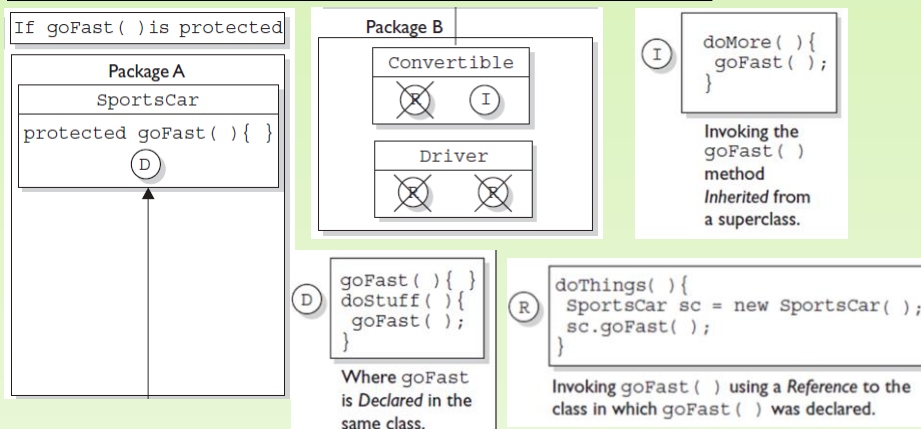 If goFast( )is protected
Package A
SportsCar
protected goFast( ){ }
D
Package B
Convertible
R I
Driver
I
doMore( ){
goFast( );
}
Invoking the
goFast( )
method
Inherited from
a superclass.
D
goFast( ){ }
doStuff( ){
goFast( );
}
Where goFast
is Declared in the
same class.
R
doThings( ){
SportsCar sc = new SportsCar( );
sc.goFast( );
}
Invoking goFast( ) using a Reference to the
class in which goFast( ) was declared.